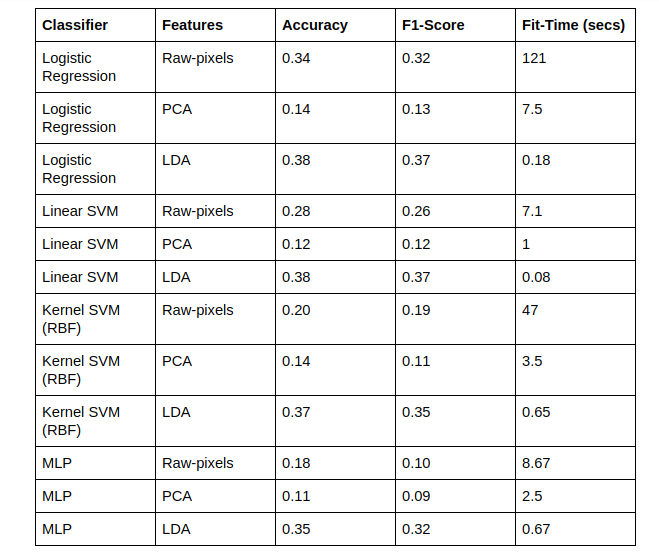 Classifier Features Accuracy F1-Score Fit-Time (secs)
Logistic Regression Raw-pixels 0.34 0.32 121
Logistic Regression PCA 0.14 0.13 7.5
Logistic Regression LDA 0.38 0.37 0.18
Linear SVM Raw-pixels 0.28 0.26 7.1
Linear SVM PCA 0.12 0.12 1
Linear SVM LDA 0.38 0.37 0.08
Kernel SVM (RBF) Raw-pixels 0.20 0.19 47
Kernel SVM (RBF) PCA 0.14 0.11 3.5
Kernel SVM (RBF) LDA 0.37 0.35 0.65
MLP Raw-pixels 0.18 0.10 8.67
MLP PCA 0.11 0.09 2.5
MLP LDA 0.35 0.32 0.67